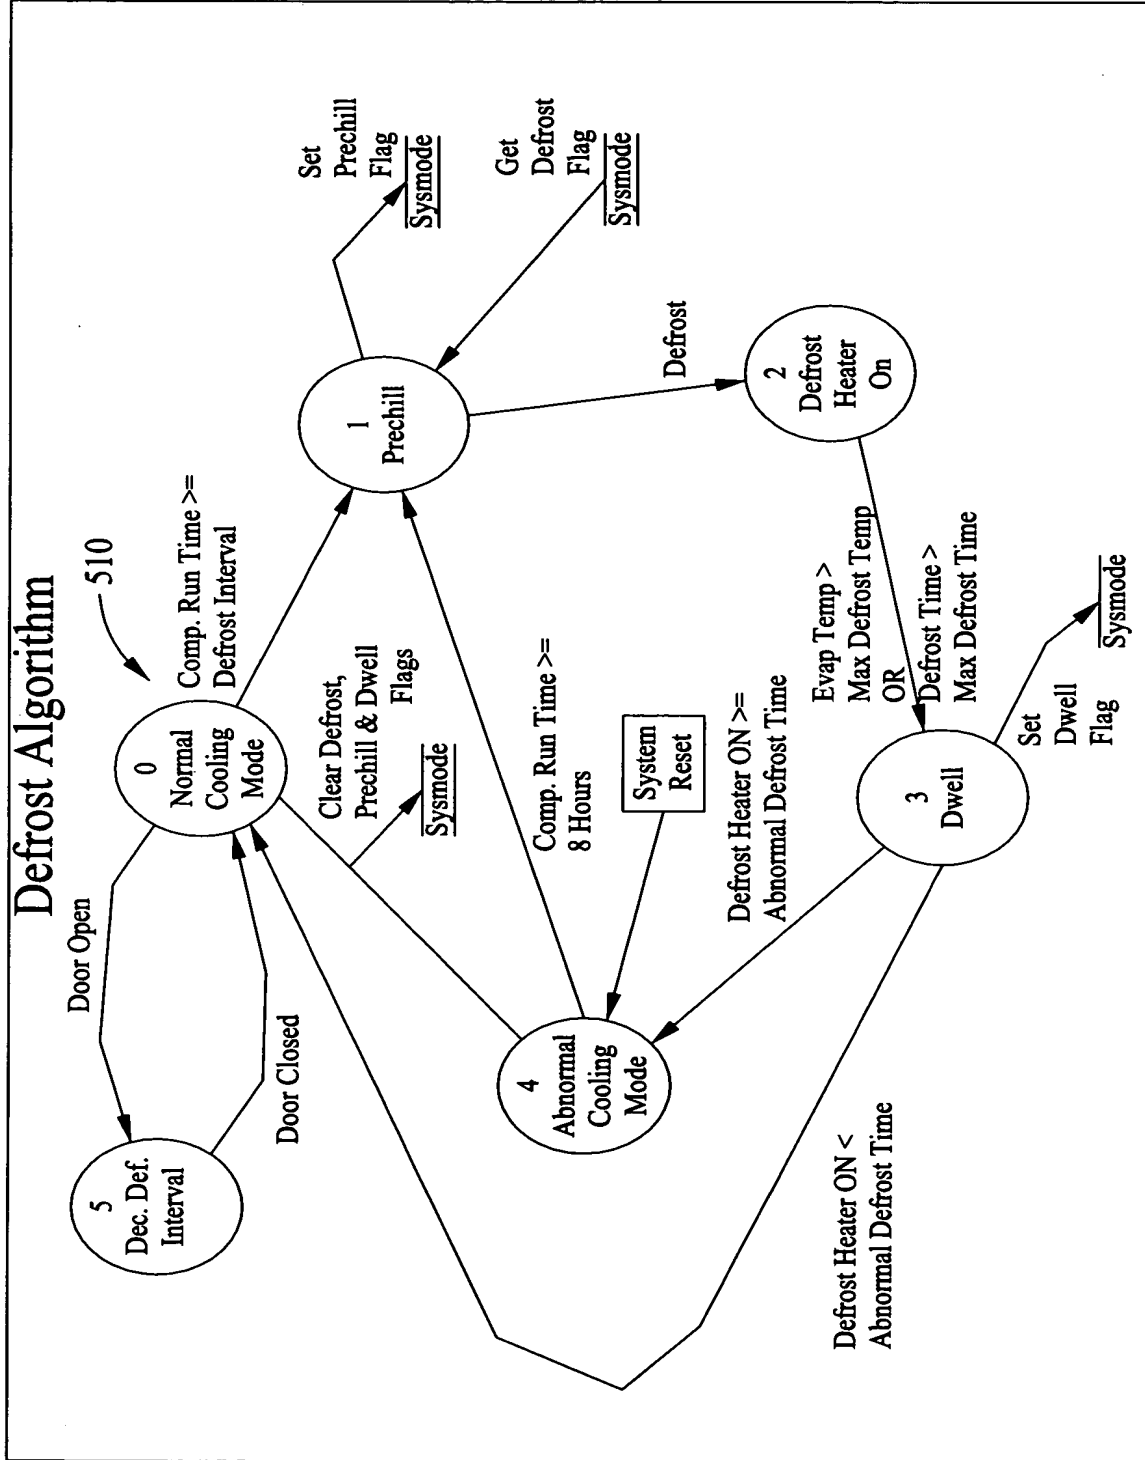 Defrost Algorithm
510
Door Open
Door Closed
5
Dec. Def.
Interval
0
Normal
Cooling
Mode
Comp. Run Time >=
Defrost Interval
Set
Prechill
Flag
Sysmode
Get
Defrost
Flag
Sysmode
1
Prechill
Clear Defrost,
Prechill & Dwell
Flags
Sysmode
Comp. Run Time >=
8 Hours
Defrost
4
Abnormal
Cooling
Mode
System
Reset
2
Defrost
Heater
On
Defrost Heater ON >=
Abnormal Defrost Time
Evap Temp >
Max Defrost Temp
OR
Defrost Time >
Max Defrost Time
3
Dwell
Set
Dwell
Flag
Sysmode
Defrost Heater ON <
Abnormal Defrost Time